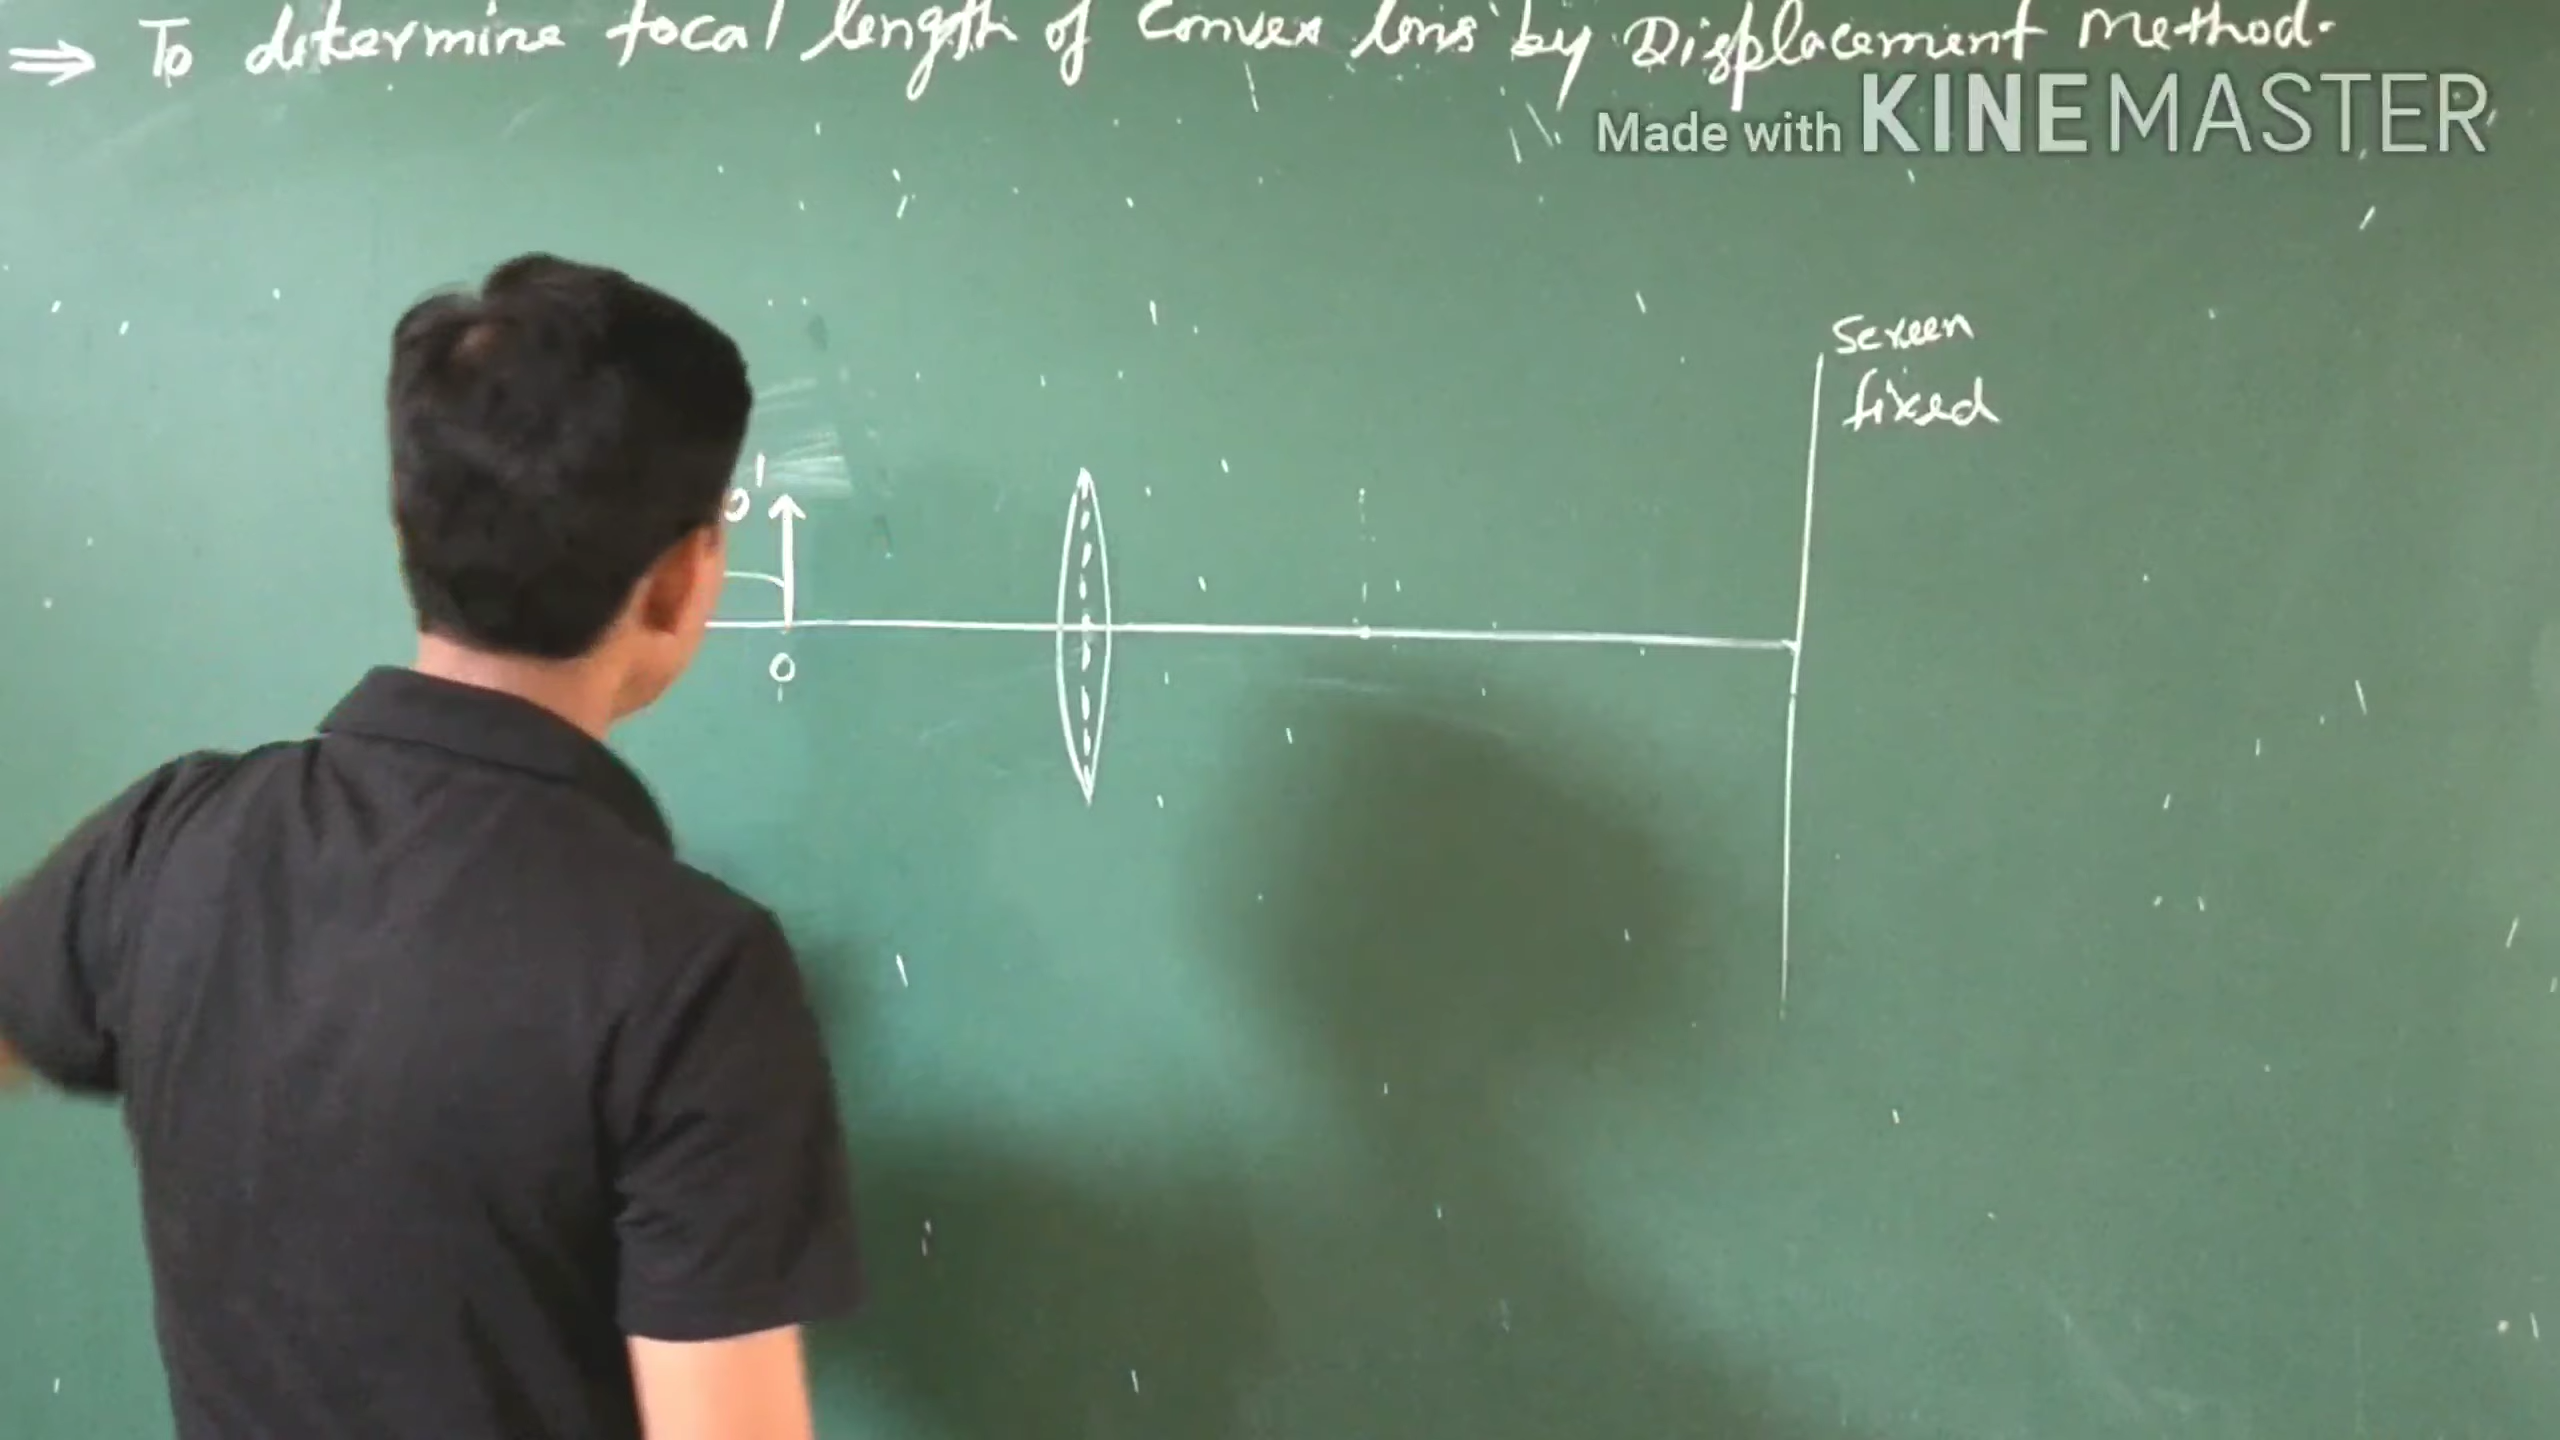 ⇒ To determine focal length of Convex lens by Displacement Method.
Made with KINEMASTER
Screen
fixed
O'
O